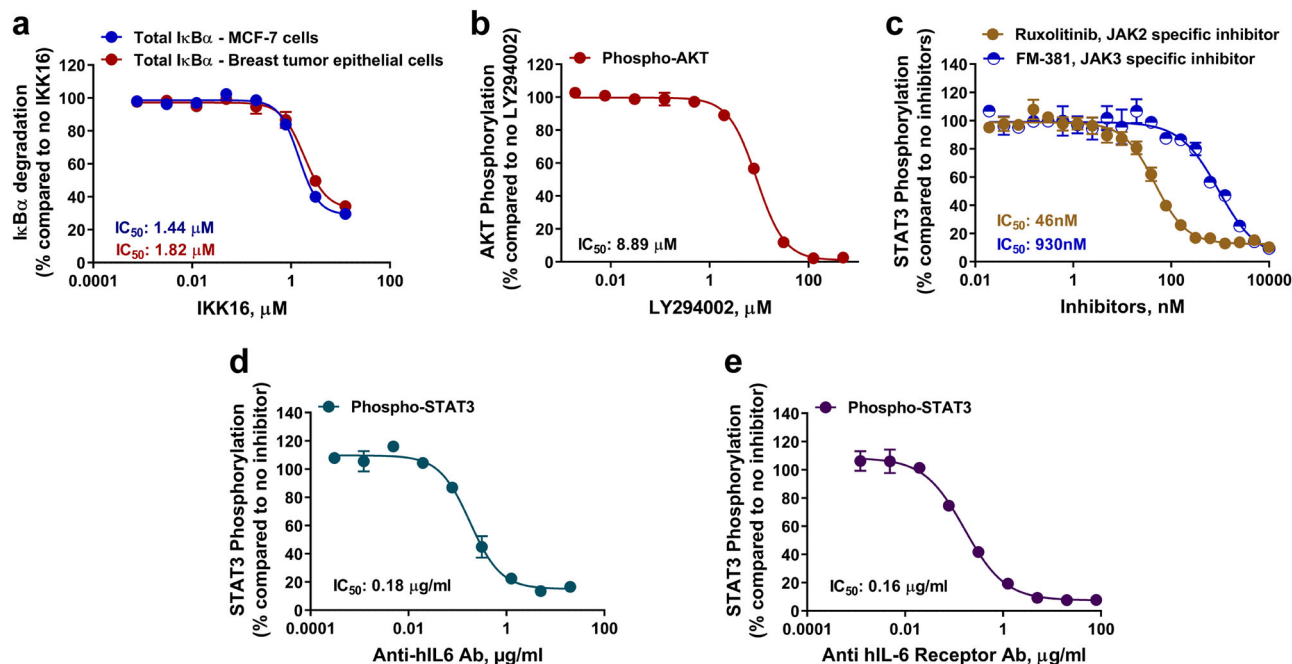 a
Total IκBα - MCF-7 cells
Total IκBα - Breast tumor epithelial cells
IκBα degradation
(% compared to no IKK16)
120
100
80
60
40
20
0
IC50: 1.44 μM
IC50: 1.82 μM
0.0001 0.01 1 100
IKK16, μM
b
Phospho-AKT
AKT Phosphorylation
(% compared to no LY294002)
120
100
80
60
40
20
0
IC50: 8.89 μM
0.01 1 100
LY294002, μM
c
Ruxolitinib, JAK2 specific inhibitor
FM-381, JAK3 specific inhibitor
STAT3 Phosphorylation
(% compared to no inhibitors)
140
120
100
80
60
40
20
0
IC50: 46nM
IC50: 930nM
0.01 0.1 1 10 100 10000
Inhibitors, nM
d
Phospho-STAT3
STAT3 Phosphorylation
(% compared to no inhibitor)
140
120
100
80
60
40
20
0
IC50: 0.18 μg/ml
0.0001 0.01 1 100
Anti-hIL6 Ab, μg/ml
e
Phospho-STAT3
STAT3 Phosphorylation
(% compared to no inhibitor)
140
120
100
80
60
40
20
0
IC50: 0.16 μg/ml
0.0001 0.01 1 100
Anti hIL-6 Receptor Ab, μg/ml